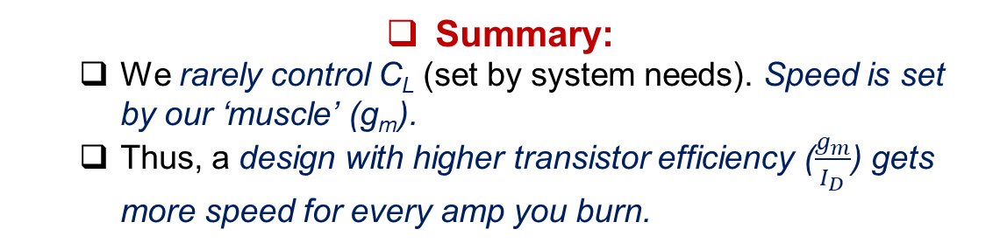 ❑ Summary:
❑ We rarely control C_L (set by system needs). Speed is set
by our ‘muscle’ (g_m).
❑ Thus, a design with higher transistor efficiency (g_m/I_D) gets
more speed for every amp you burn.